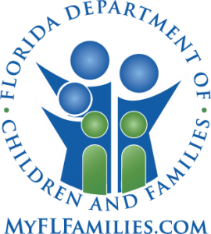 FLORIDA DEPARTMENT OF
• CHILDREN AND FAMILIES •
MYFLFAMILIES.COM